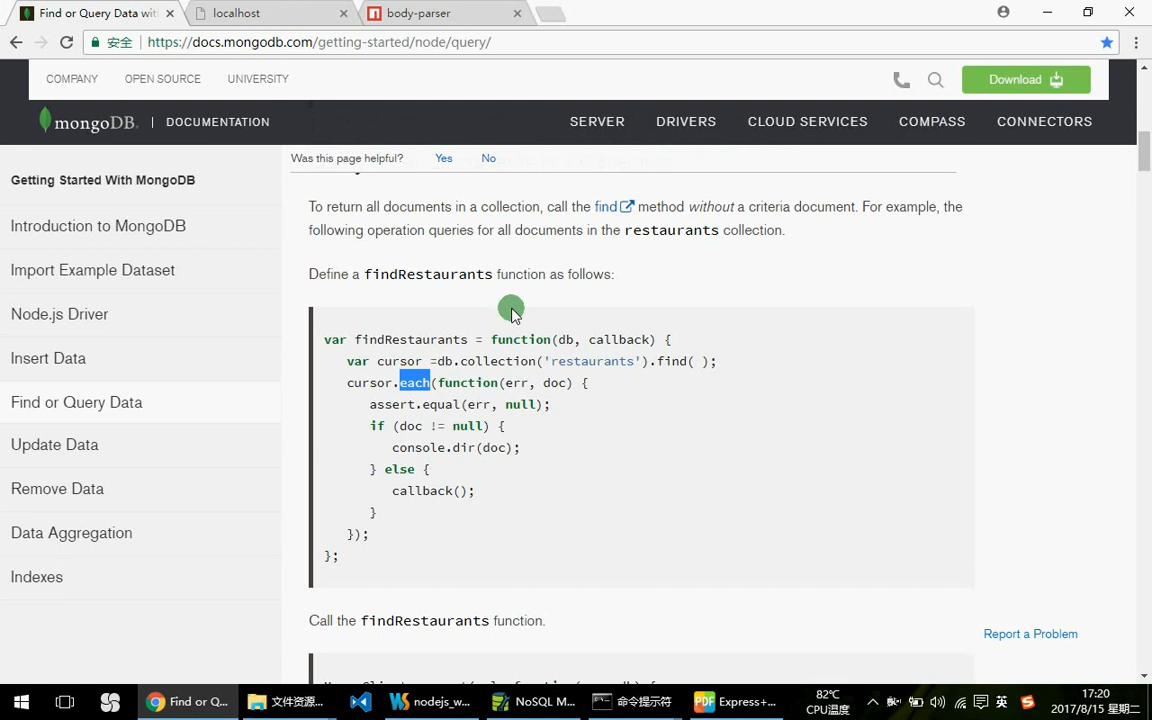 Find or Query Data wit
localhost
body-parser
安全
https://docs.mongodb.com/getting-started/node/query/
COMPANY OPEN SOURCE UNIVERSITY
Download
mongoDB. | DOCUMENTATION
SERVER DRIVERS CLOUD SERVICES COMPASS CONNECTORS
Getting Started With MongoDB
Introduction to MongoDB
Import Example Dataset
Node.js Driver
Insert Data
Find or Query Data
Update Data
Remove Data
Data Aggregation
Indexes
Was this page helpful? Yes No
To return all documents in a collection, call the find method without a criteria document. For example, the
following operation queries for all documents in the restaurants collection.
Define a findRestaurants function as follows:
var findRestaurants = function(db, callback) {
var cursor =db.collection('restaurants').find( );
cursor.each(function(err, doc) {
assert.equal(err, null);
if (doc != null) {
console.dir(doc);
} else {
callback();
}
});
};
Call the findRestaurants function.
Report a Problem
Find or Q...
文件资源...
nodejs_w...
NoSQL M...
命令提示符
Express+...
82℃
CPU温度
英
17:20
2017/8/15 星期二